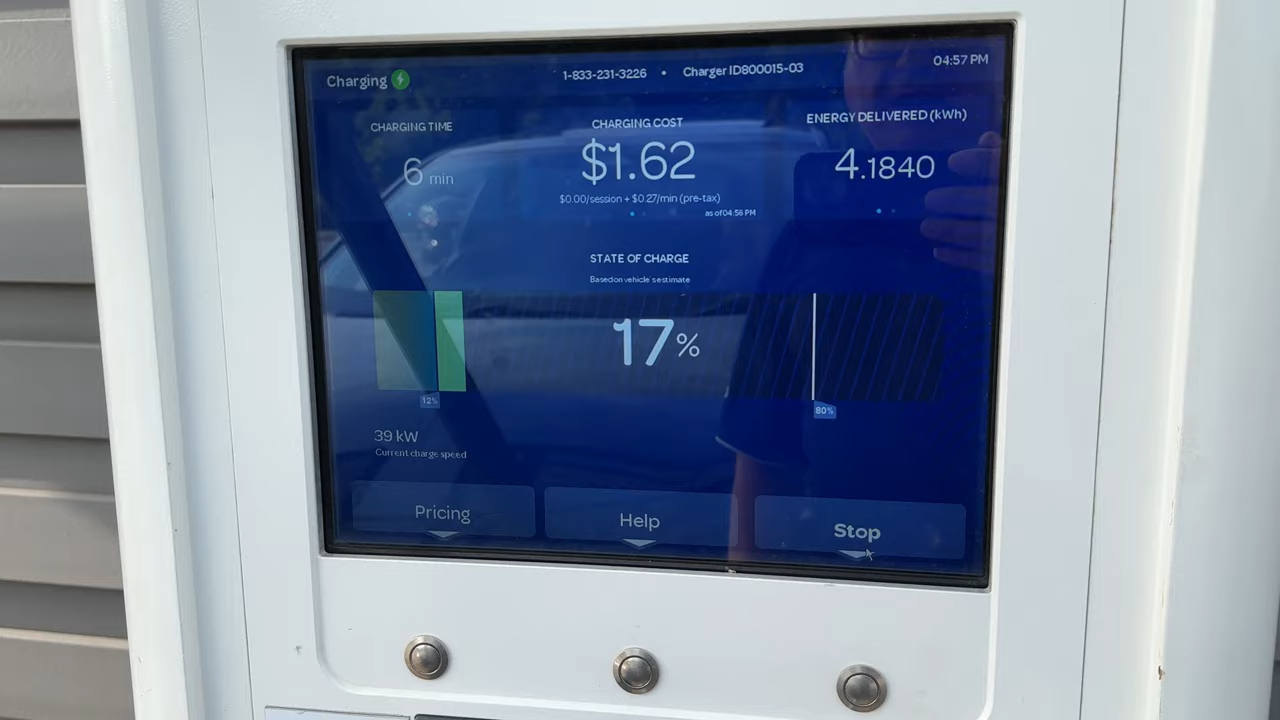 Charging
1-833-231-3226 • Charger ID800015-03
04:57 PM
CHARGING TIME
6 min
CHARGING COST
$1.62
$0.00/session + $0.27/min (pre-tax)
as of 04:56 PM
ENERGY DELIVERED (kWh)
4.1840
STATE OF CHARGE
Based on vehicle's estimate
17%
12%
80%
39 kW
Current charge speed
Pricing
Help
Stop